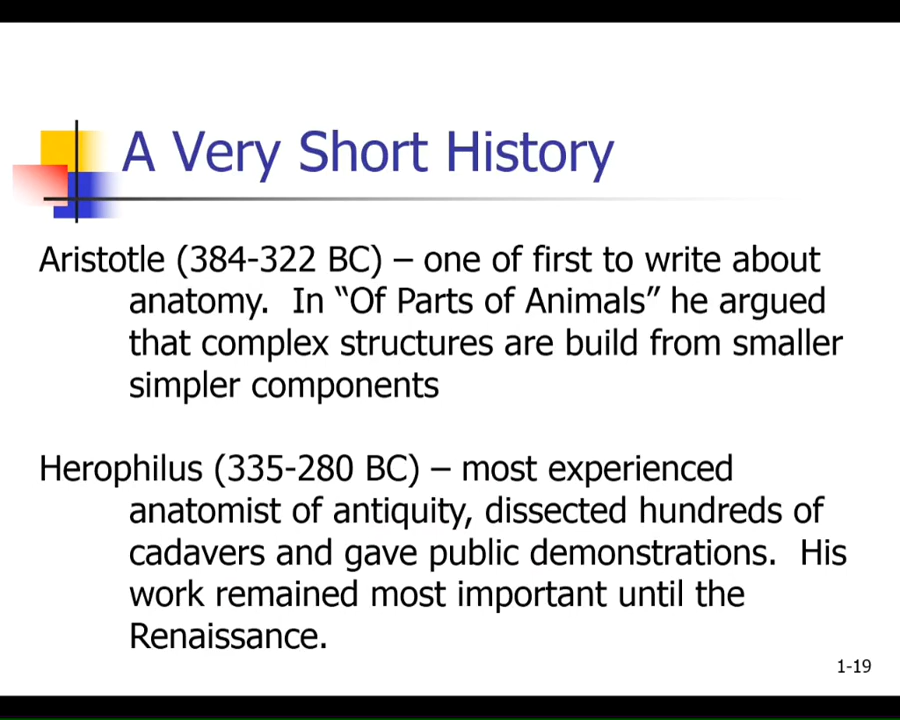 A Very Short History
Aristotle (384-322 BC) – one of first to write about
anatomy. In “Of Parts of Animals” he argued
that complex structures are build from smaller
simpler components
Herophilus (335-280 BC) – most experienced
anatomist of antiquity, dissected hundreds of
cadavers and gave public demonstrations. His
work remained most important until the
Renaissance.
1-19